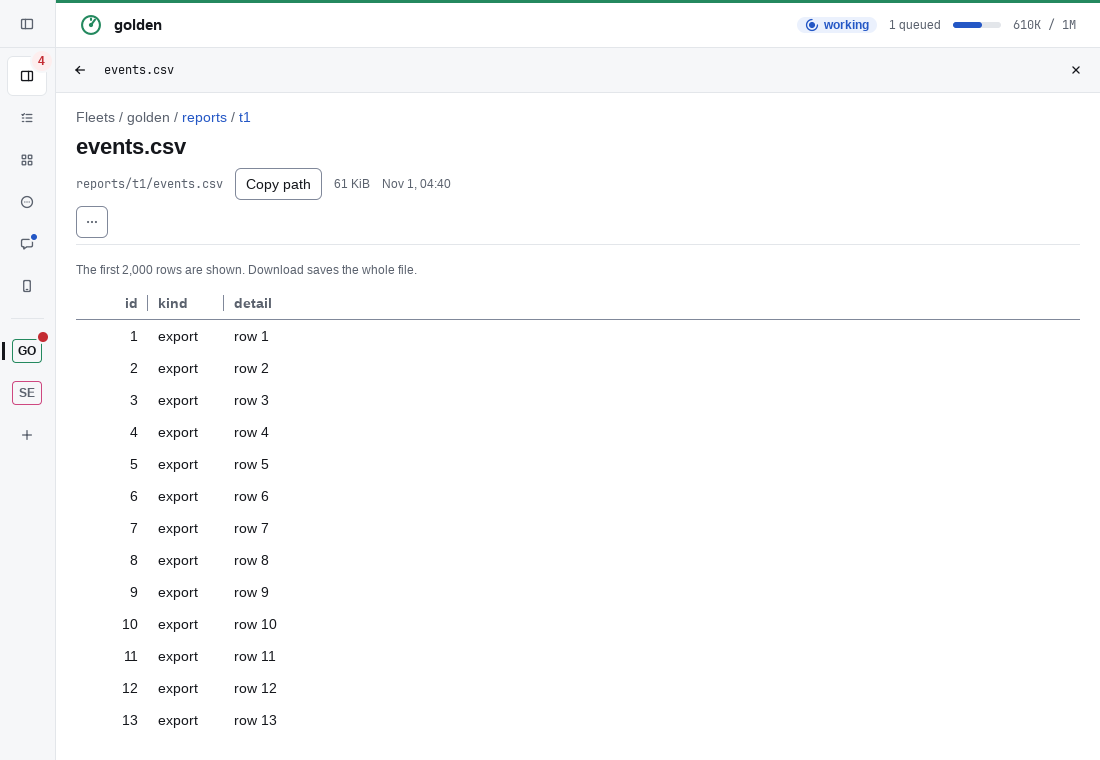 golden
working
1 queued
610K / 1M
4
events.csv
Fleets / golden / reports / t1
events.csv
reports/t1/events.csv
Copy path
61 KiB
Nov 1, 04:40
The first 2,000 rows are shown. Download saves the whole file.
id kind detail
1 export row 1
2 export row 2
3 export row 3
4 export row 4
5 export row 5
6 export row 6
7 export row 7
8 export row 8
9 export row 9
10 export row 10
11 export row 11
12 export row 12
13 export row 13
GO
SE